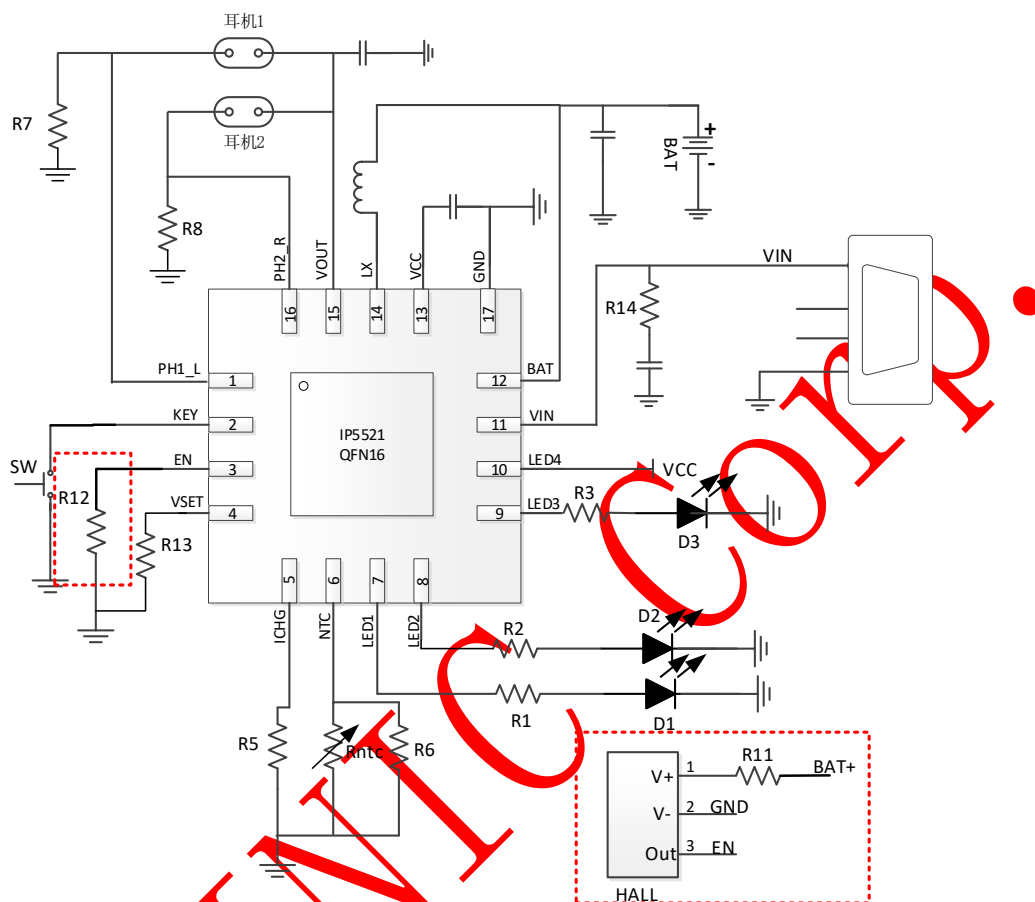 耳机1
R7
耳机2
+
BAT
-
R8
PH2_R
VOUT
LX
VCC
GND
VIN
R14
16
15
14
13
17
PH1_L
1
12
BAT
KEY
2
11
VIN
IP5521
QFN16
SW
EN
3
10
LED4
VCC
R12
VSET
4
9
LED3
R3
R13
D3
5
6
7
8
ICHG
NTC
LED1
LED2
R2
D2
R1
D1
R5
Rntc
R6
V+
1
R11
BAT+
V-
2
GND
Out
3
EN
HALL
Corp.